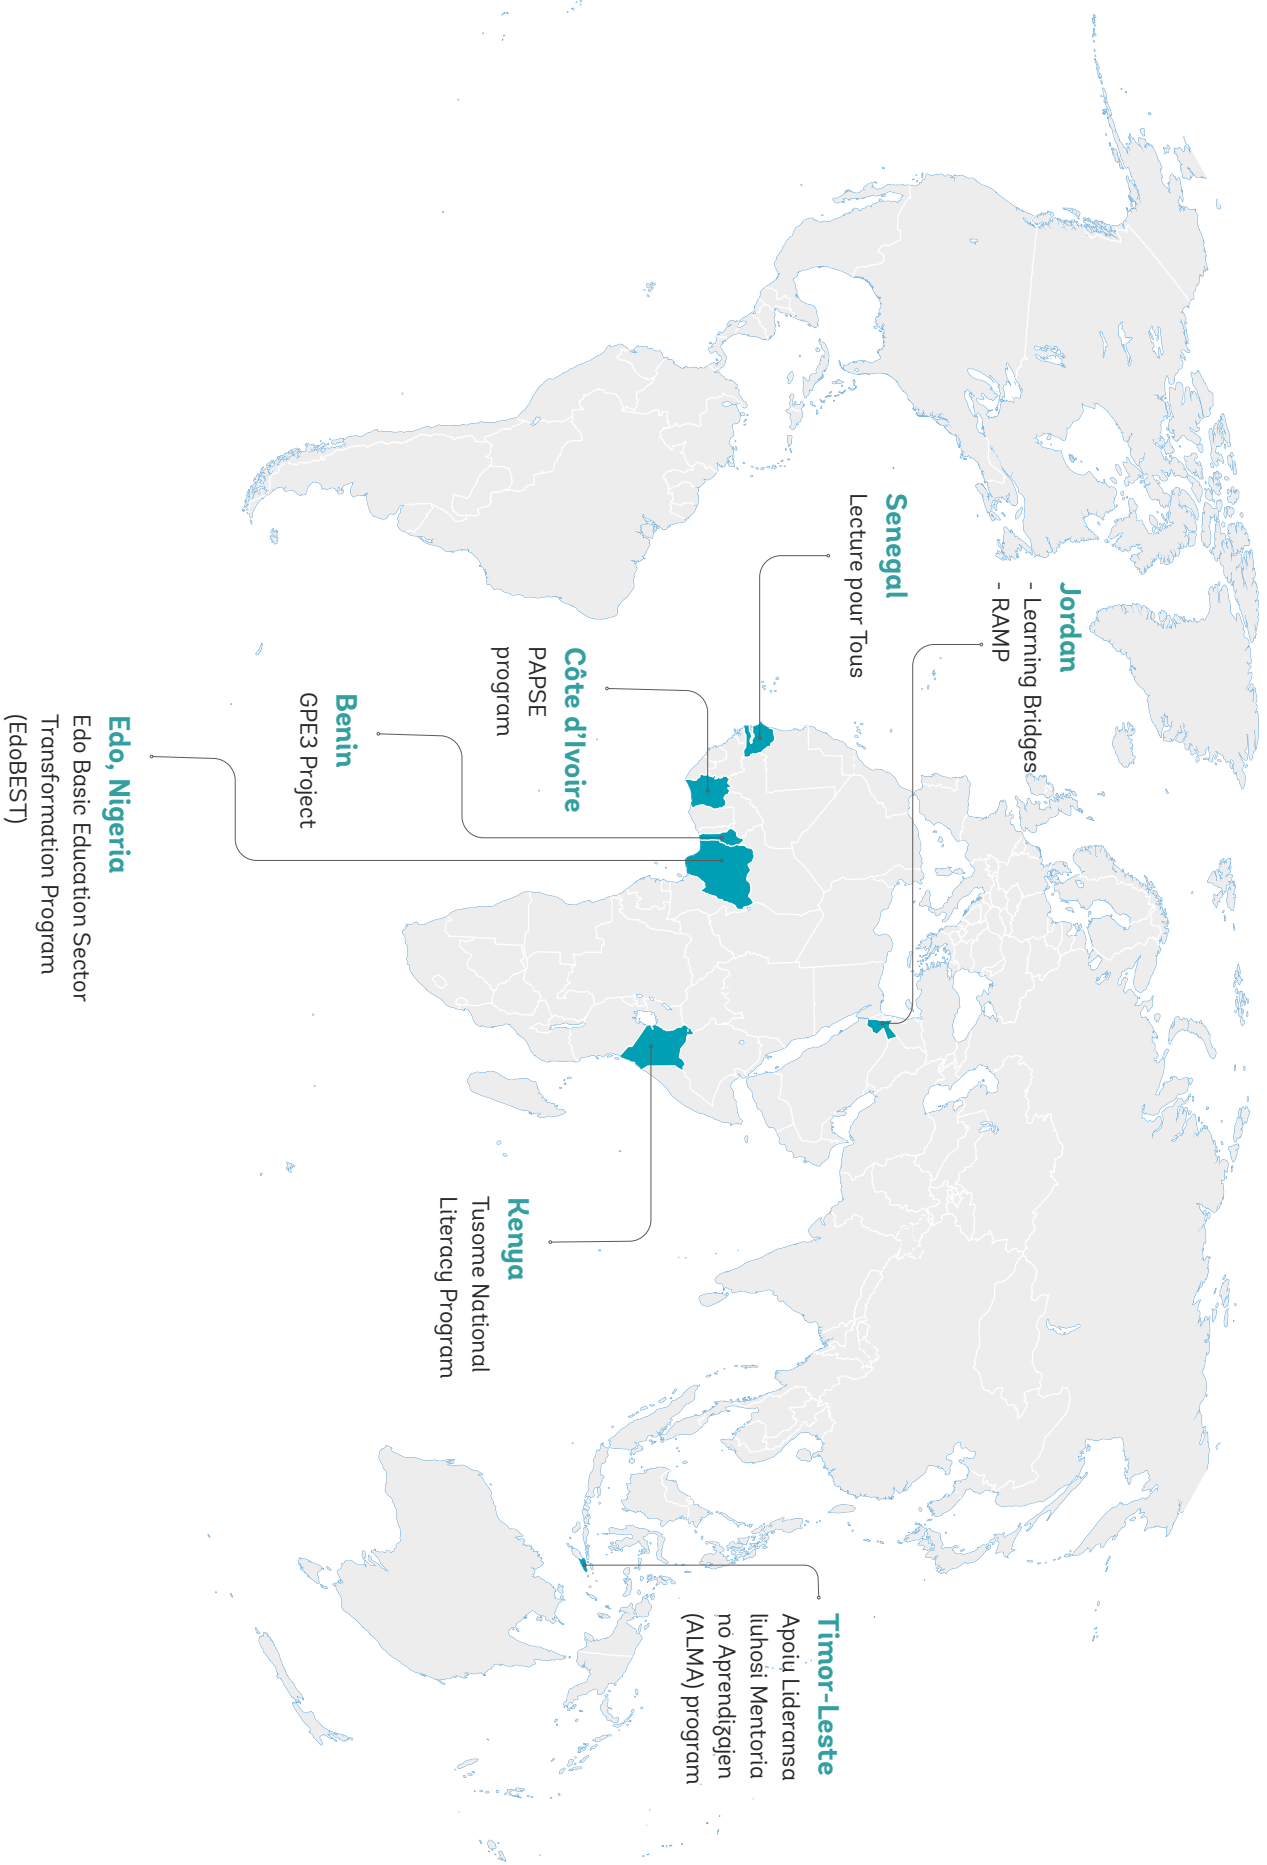 Jordan
- Learning Bridges
- RAMP
Senegal
Lecture pour Tous
Côte d’Ivoire
PAPSE
program
Benin
GPE3 Project
Edo, Nigeria
Edo Basic Education Sector
Transformation Program
(EdoBEST)
Kenya
Tusome National
Literacy Program
Timor-Leste
Apoiu Lideransa
liuhosi Mentoria
no Aprendizajen
(ALMA) program